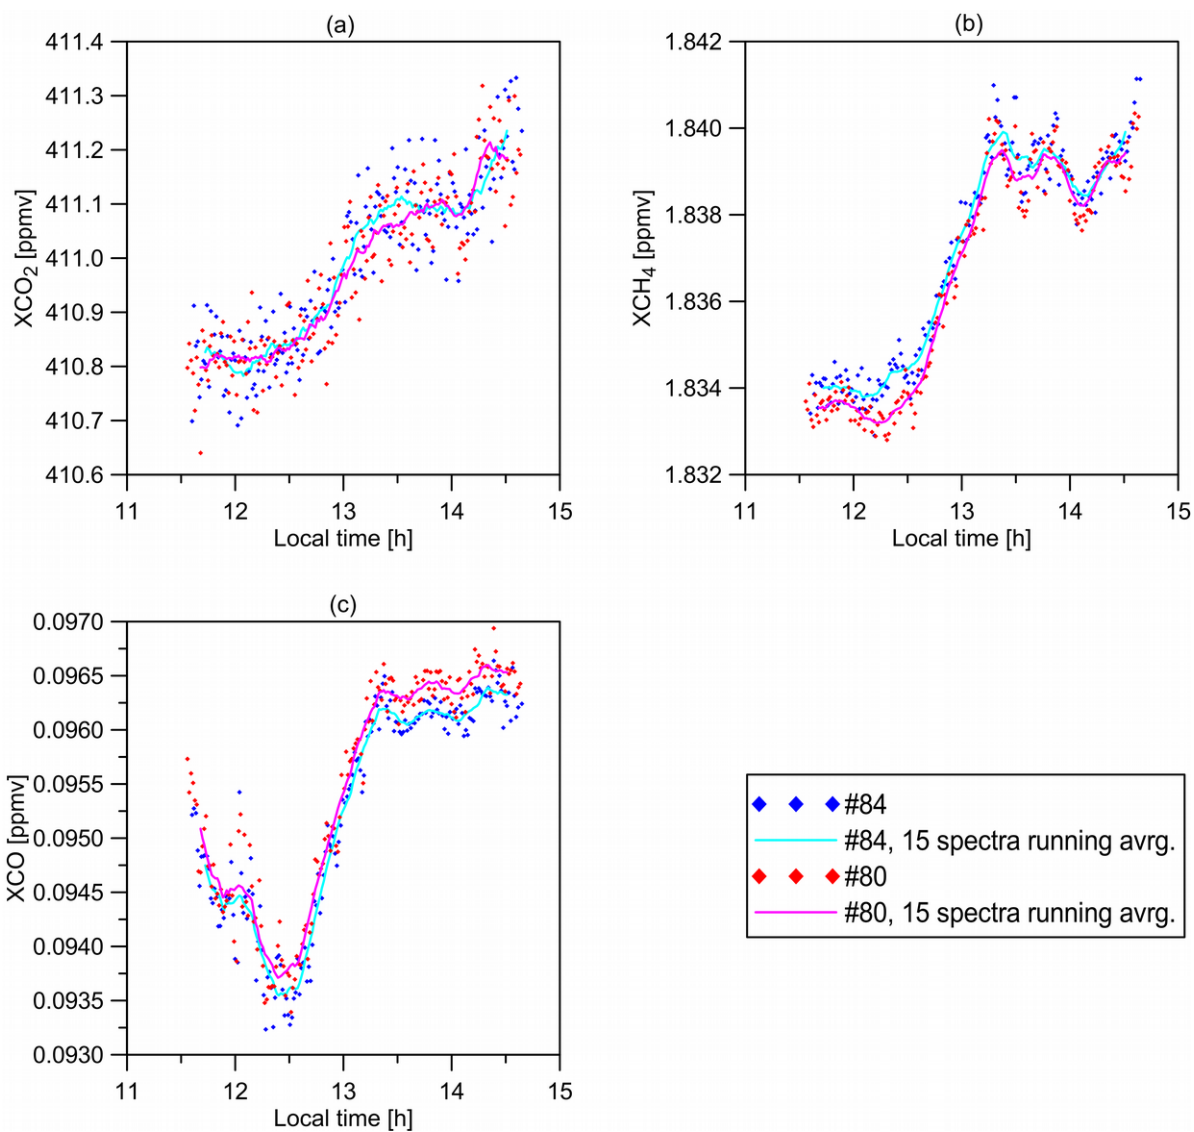 (a)
411.4
411.3
411.2
411.1
411.0
410.9
410.8
410.7
410.6
XCO₂ [ppmv]
11 12 13 14 15
Local time [h]
(b)
1.842
1.840
1.838
1.836
1.834
1.832
XCH₄ [ppmv]
11 12 13 14 15
Local time [h]
(c)
0.0970
0.0965
0.0960
0.0955
0.0950
0.0945
0.0940
0.0935
0.0930
XCO [ppmv]
11 12 13 14 15
Local time [h]
#84
#84, 15 spectra running avrg.
#80
#80, 15 spectra running avrg.